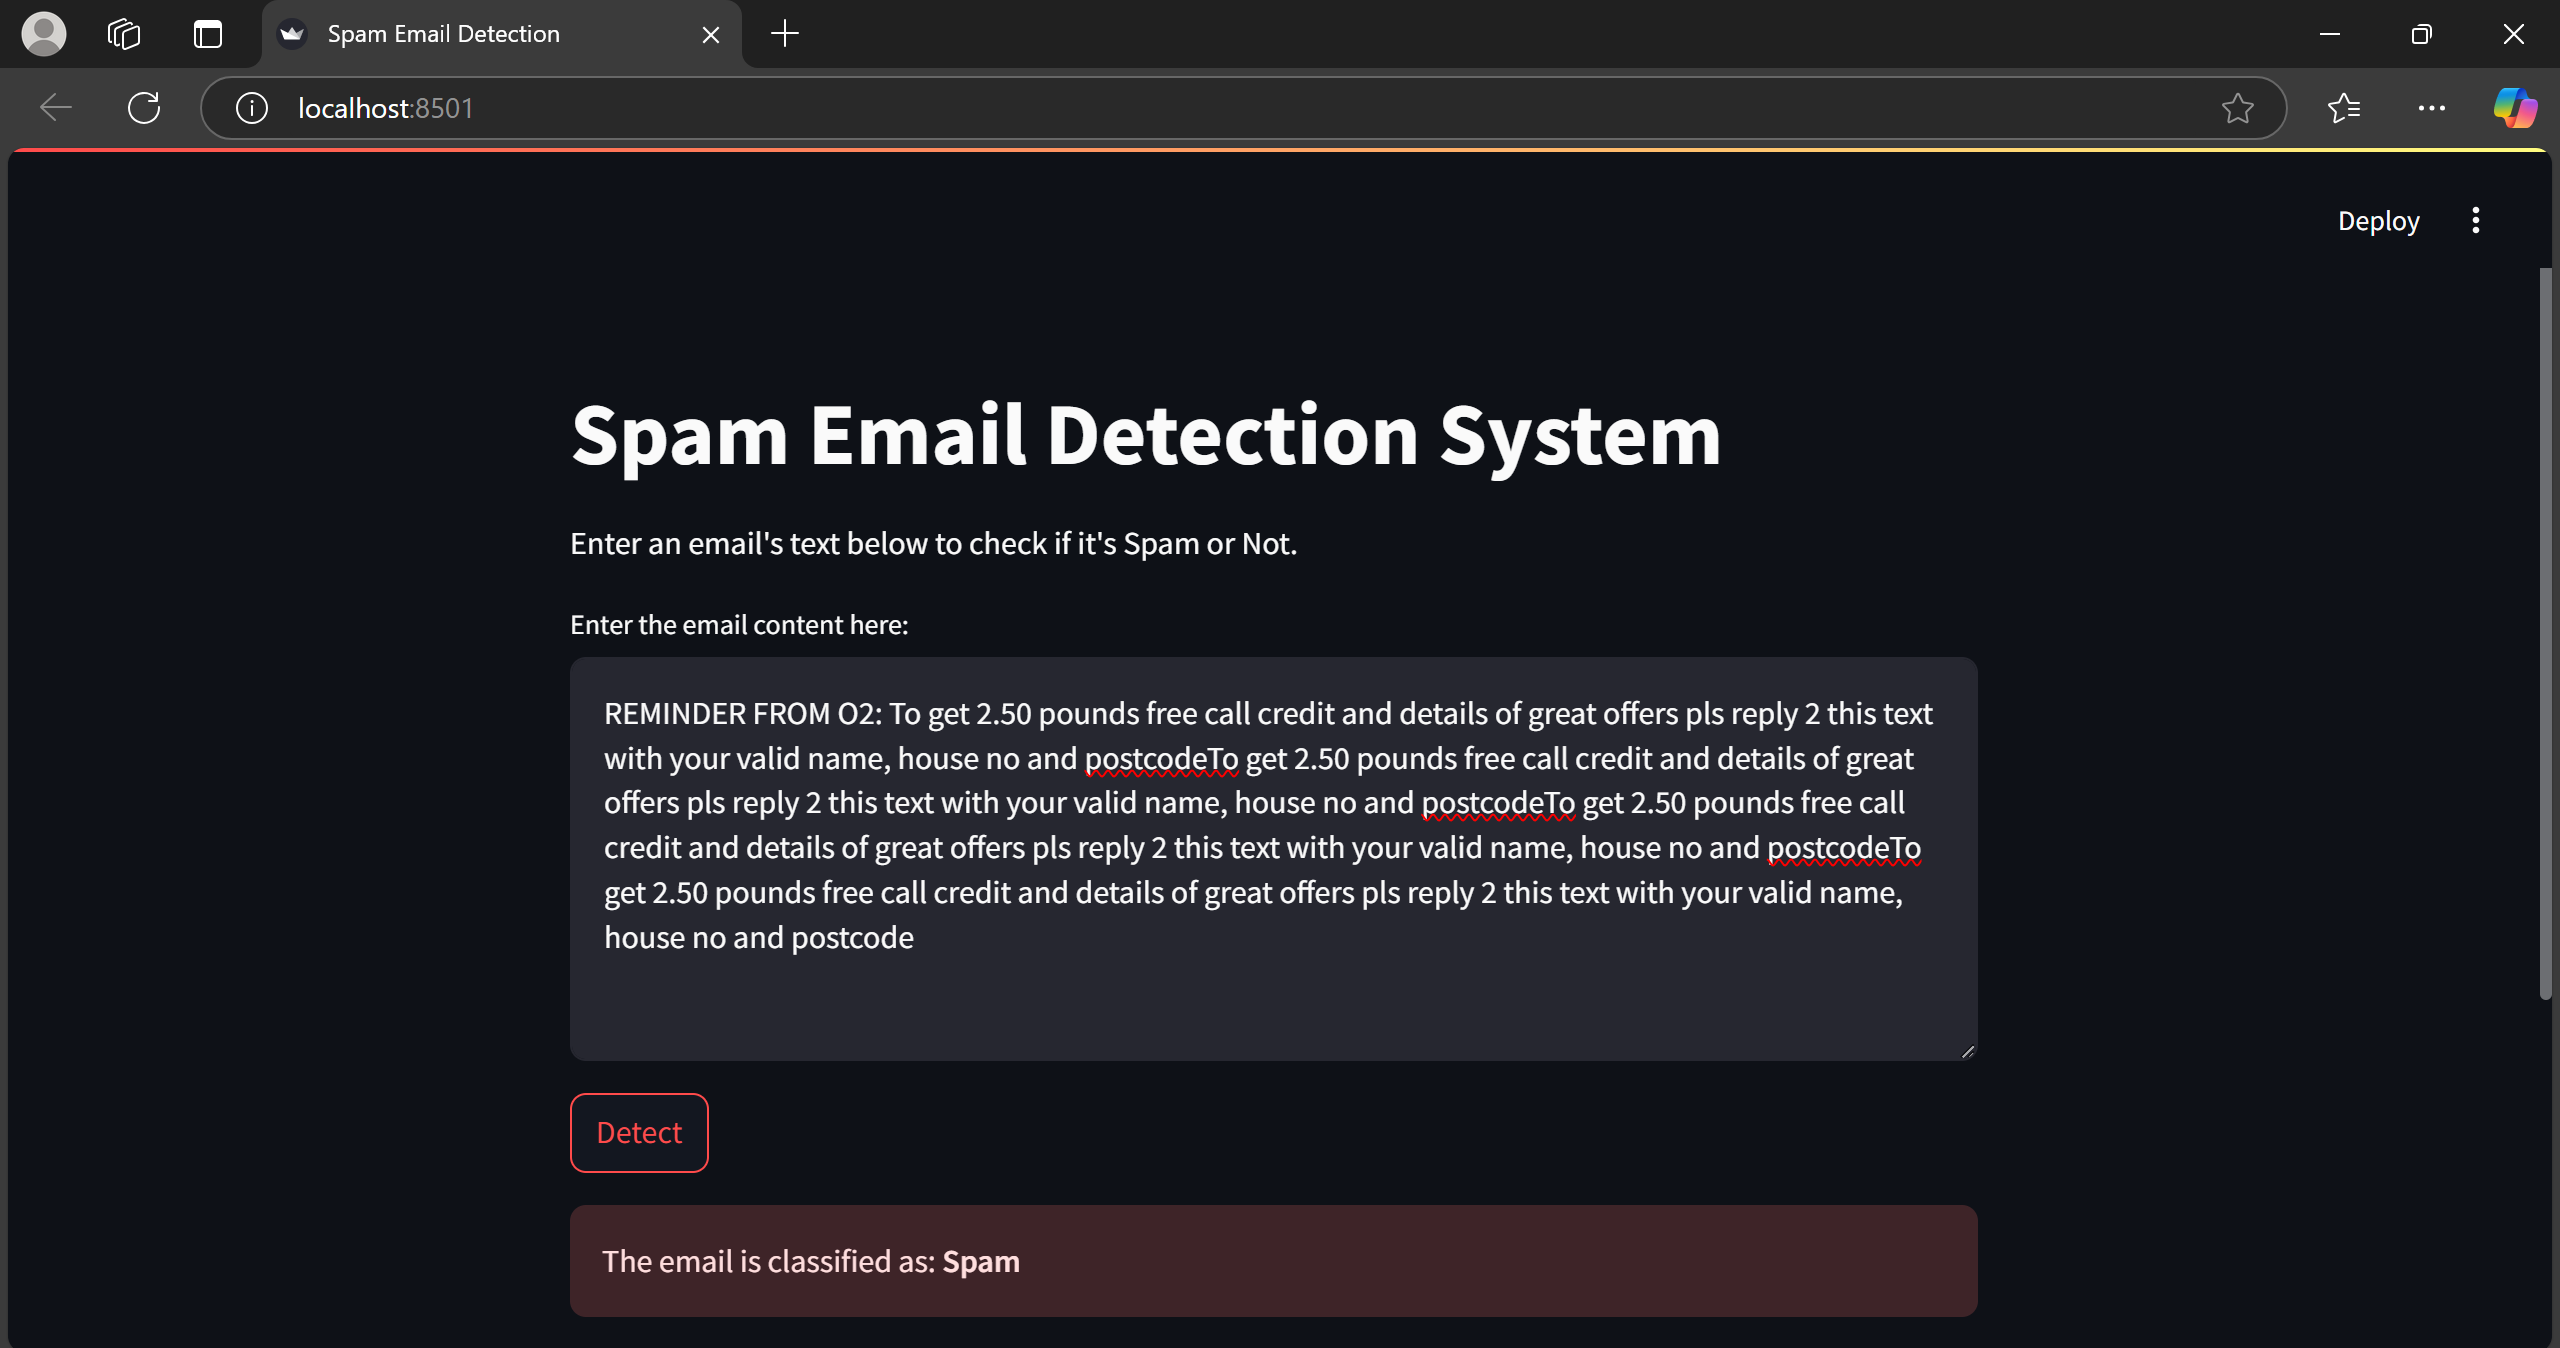 Spam Email Detection
localhost:8501
Deploy
Spam Email Detection System
Enter an email's text below to check if it's Spam or Not.
Enter the email content here:
REMINDER FROM O2: To get 2.50 pounds free call credit and details of great offers pls reply 2 this text
with your valid name, house no and postcodeTo get 2.50 pounds free call credit and details of great
offers pls reply 2 this text with your valid name, house no and postcodeTo get 2.50 pounds free call
credit and details of great offers pls reply 2 this text with your valid name, house no and postcodeTo
get 2.50 pounds free call credit and details of great offers pls reply 2 this text with your valid name,
house no and postcode
Detect
The email is classified as: Spam